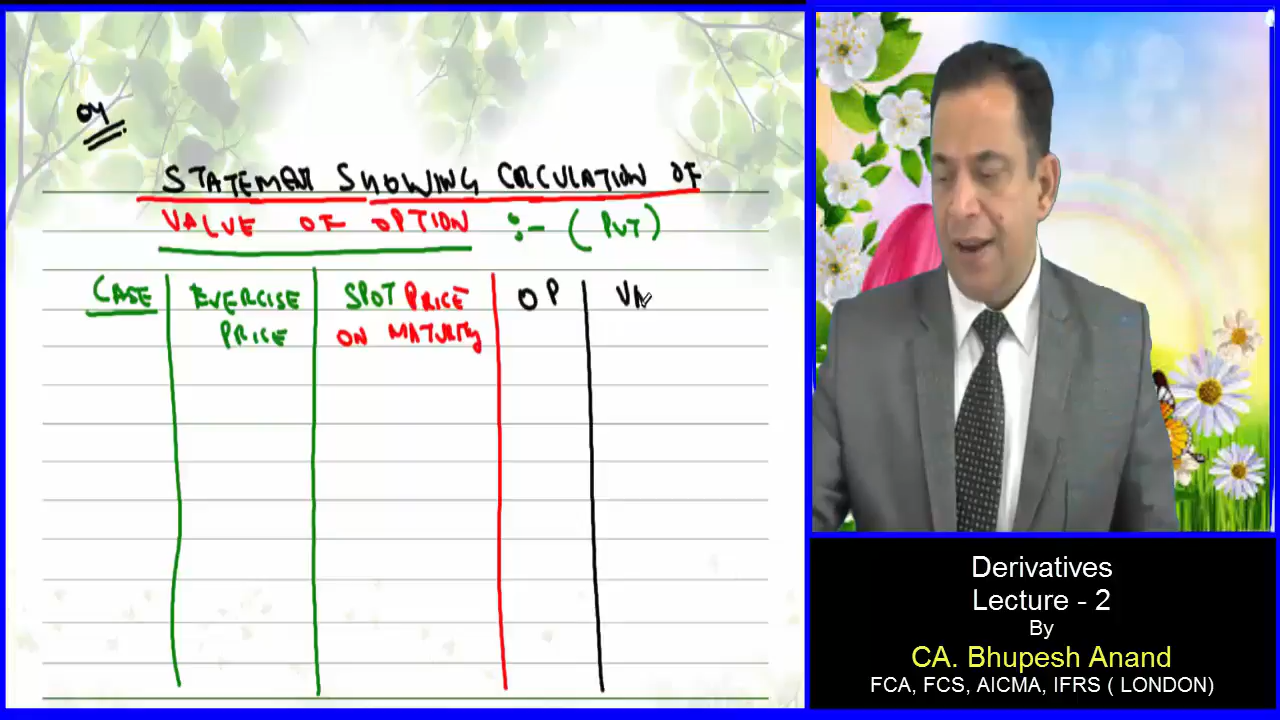 04
STATEMENT SHOWING CALCULATION OF
VALUE OF OPTION :- (PUT)
CASE EXERCISE PRICE SPOT PRICE ON MATURITY OP VA
Derivatives
Lecture - 2
By
CA. Bhupesh Anand
FCA, FCS, AICMA, IFRS ( LONDON)